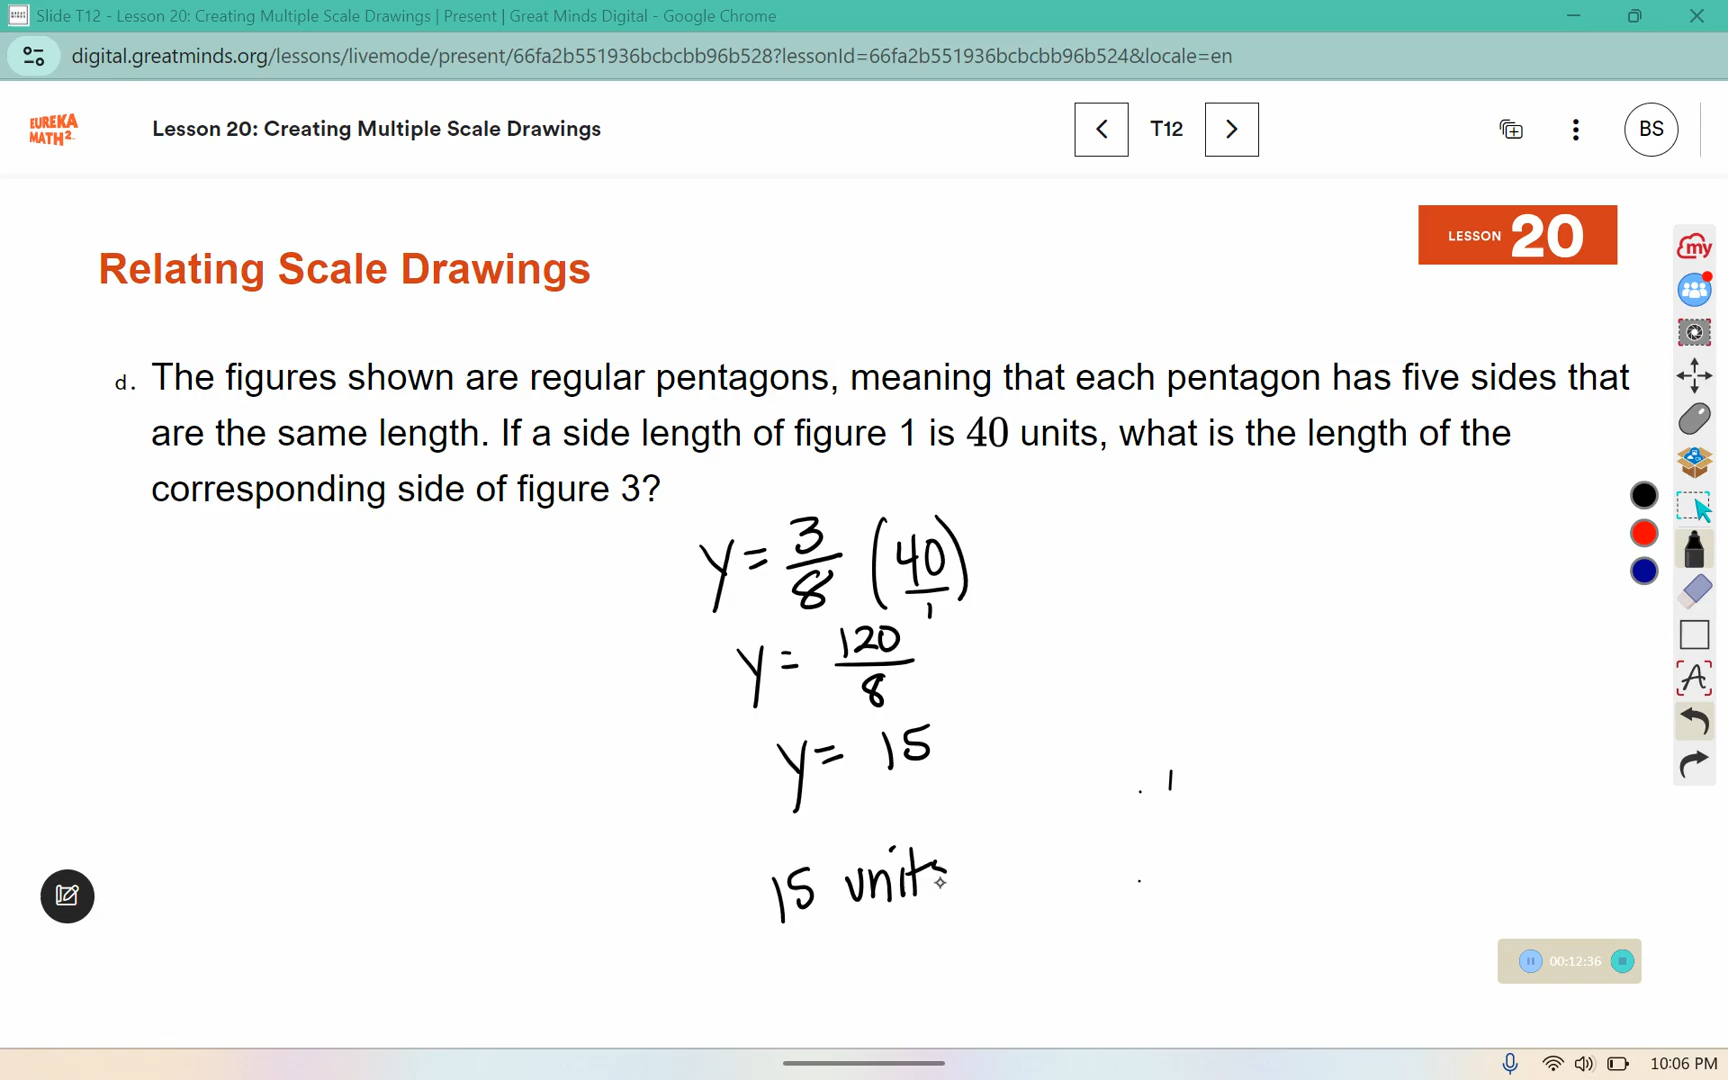 Slide T12 - Lesson 20: Creating Multiple Scale Drawings | Present | Great Minds Digital - Google Chrome
digital.greatminds.org/lessons/livemode/present/66fa2b551936bcbcbb96b528?lessonId=66fa2b551936bcbcbb96b524&locale=en
EUREKA MATH²
Lesson 20: Creating Multiple Scale Drawings
T12
BS
LESSON 20
my
Relating Scale Drawings
d. The figures shown are regular pentagons, meaning that each pentagon has five sides that
are the same length. If a side length of figure 1 is 40 units, what is the length of the
corresponding side of figure 3?
y = 3/8 (40/1)
y = 120/8
y = 15
. 1
15 units
A
00:12:36
10:06 PM